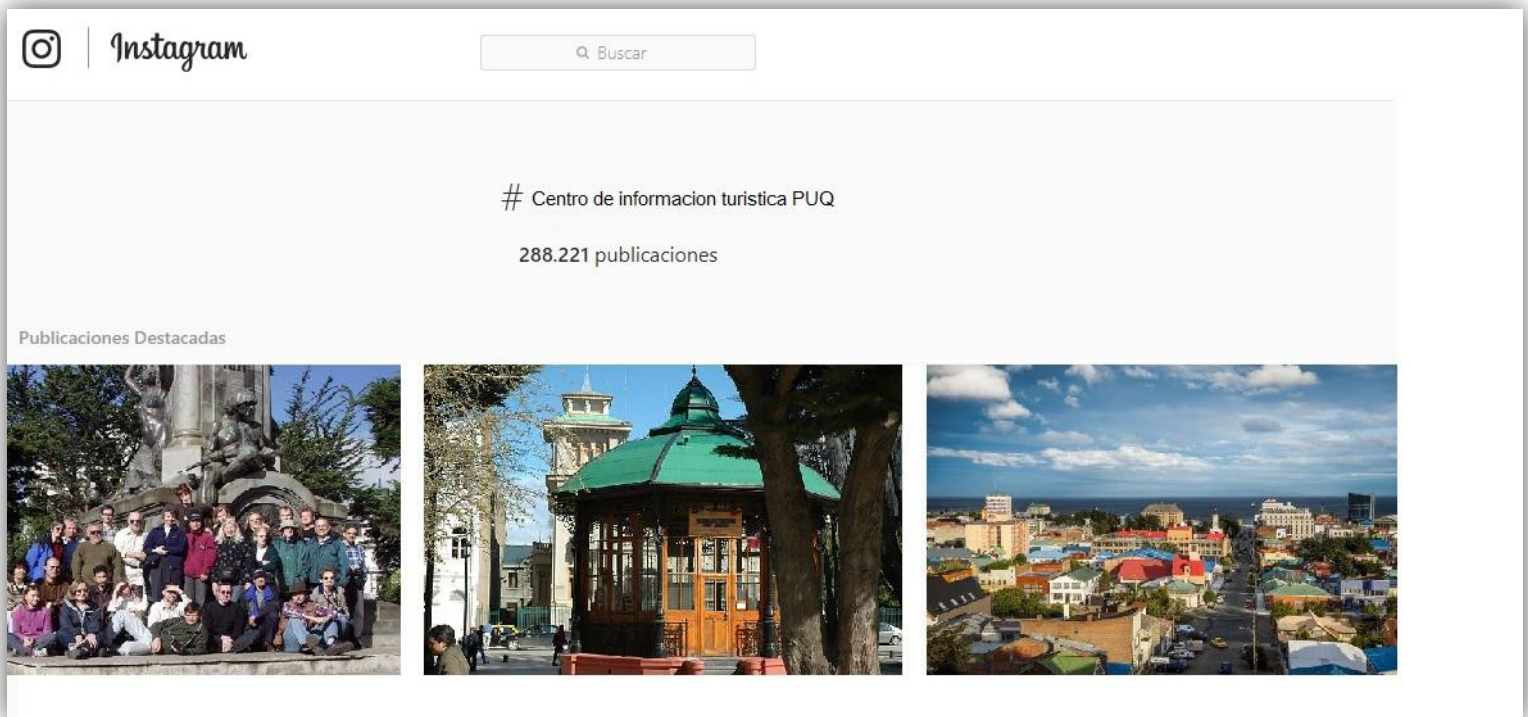 Instagram
Buscar
# Centro de informacion turistica PUQ
288.221 publicaciones
Publicaciones Destacadas